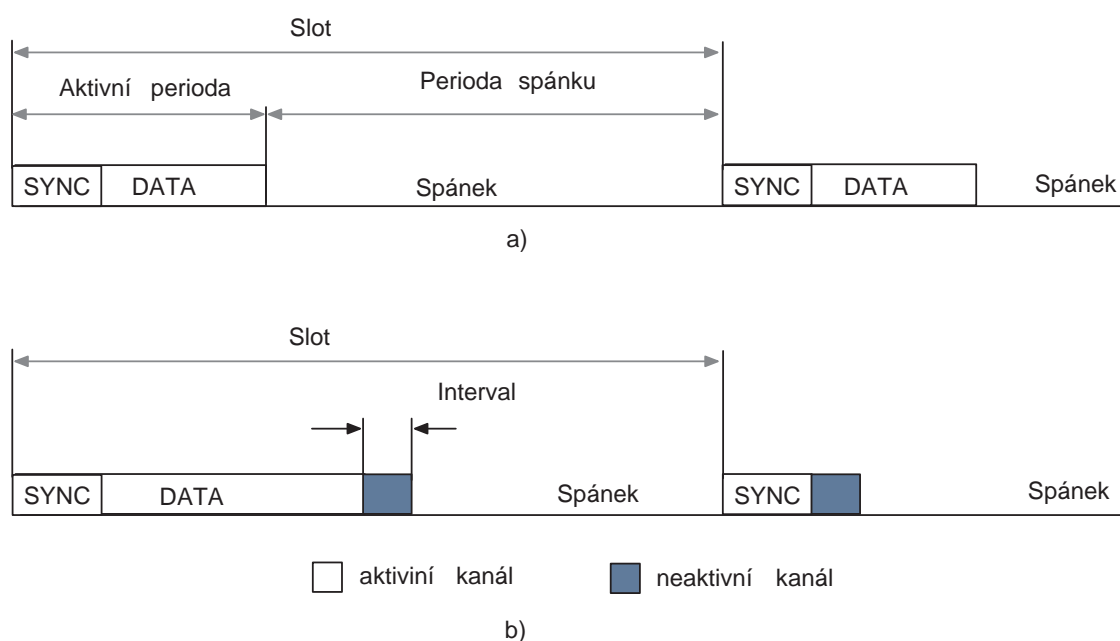 Slot
Aktivní perioda
Perioda spánku
SYNC DATA Spánek SYNC DATA Spánek
a)
Slot
Interval
SYNC DATA Spánek SYNC Spánek
aktiviní kanál neaktivní kanál
b)